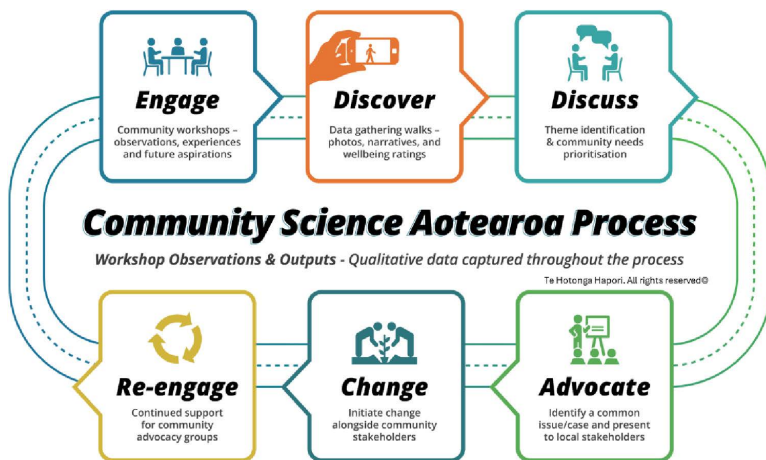 Engage
Community workshops –
observations, experiences
and future aspirations
Discover
Data gathering walks –
photos, narratives, and
wellbeing ratings
Discuss
Theme identification
& community needs
prioritisation
Community Science Aotearoa Process
Workshop Observations & Outputs - Qualitative data captured throughout the process
Te Hotonga Hapori. All rights reserved©
Re-engage
Continued support
for community
advocacy groups
Change
Initiate change
alongside community
stakeholders
Advocate
Identify a common
issue/case and present
to local stakeholders